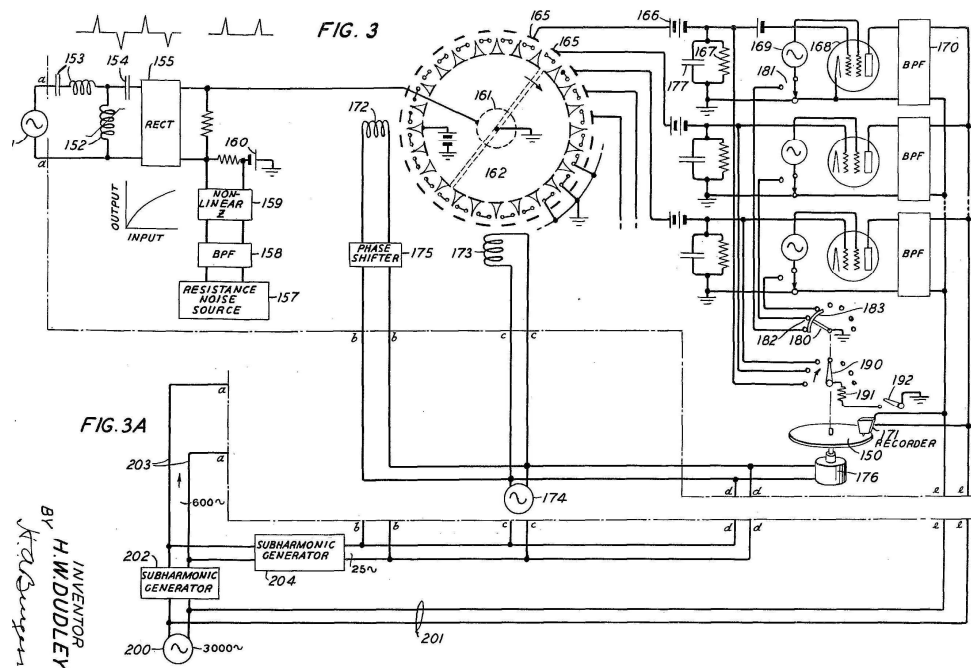 FIG. 3
165
166
153
154
155
165
167
169
168
170
a
181
BPF
172
161
177
152
RECT
160
162
a
OUTPUT
INPUT
NON-
LINEAR
Z
159
BPF
158
PHASE
SHIFTER
175
173
BPF
RESISTANCE
NOISE
SOURCE
157
BPF
183
182
180
b
b
c
c
190
191
192
a
FIG. 3A
171
RECORDER
150
203
a
176
600~
174
d
d
e
e
b
b
c
c
d
d
202
SUBHARMONIC
GENERATOR
204
25~
SUBHARMONIC
GENERATOR
201
200
3000~
INVENTOR
H.W.DUDLEY
BY